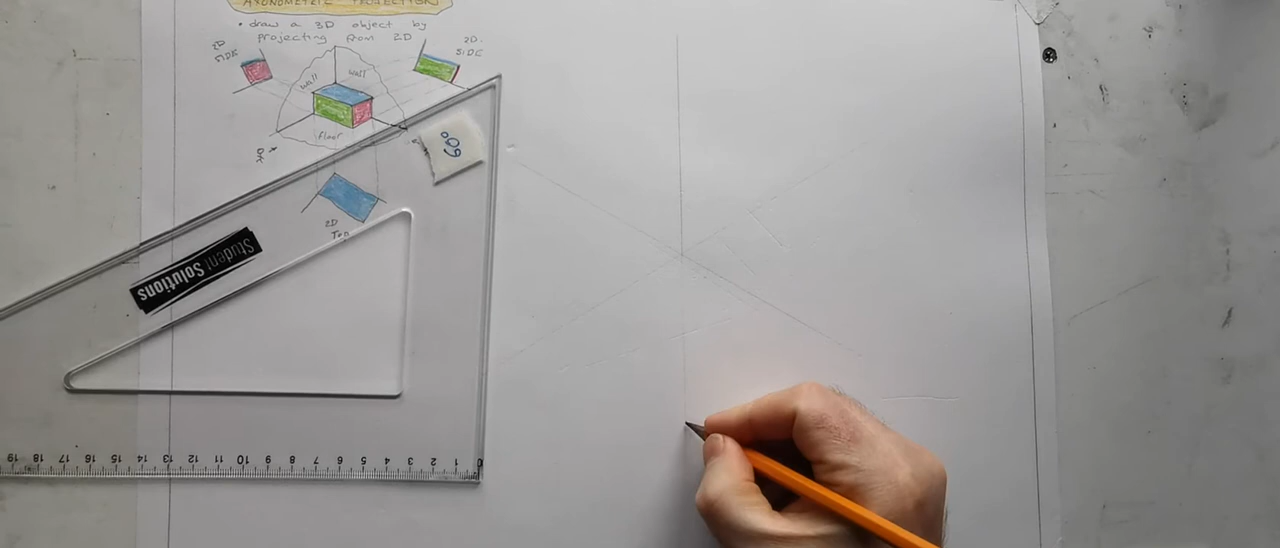 AXONOMETRIC PROJECTION
• draw a 3D object by
projecting from 2D
2D
SIDE
2D
SIDE
wall
wall
floor
60°
2D
Top
Student Solutions
19 18 17 16 15 14 13 12 11 10 9 8 7 6 5 4 3 2 1 0